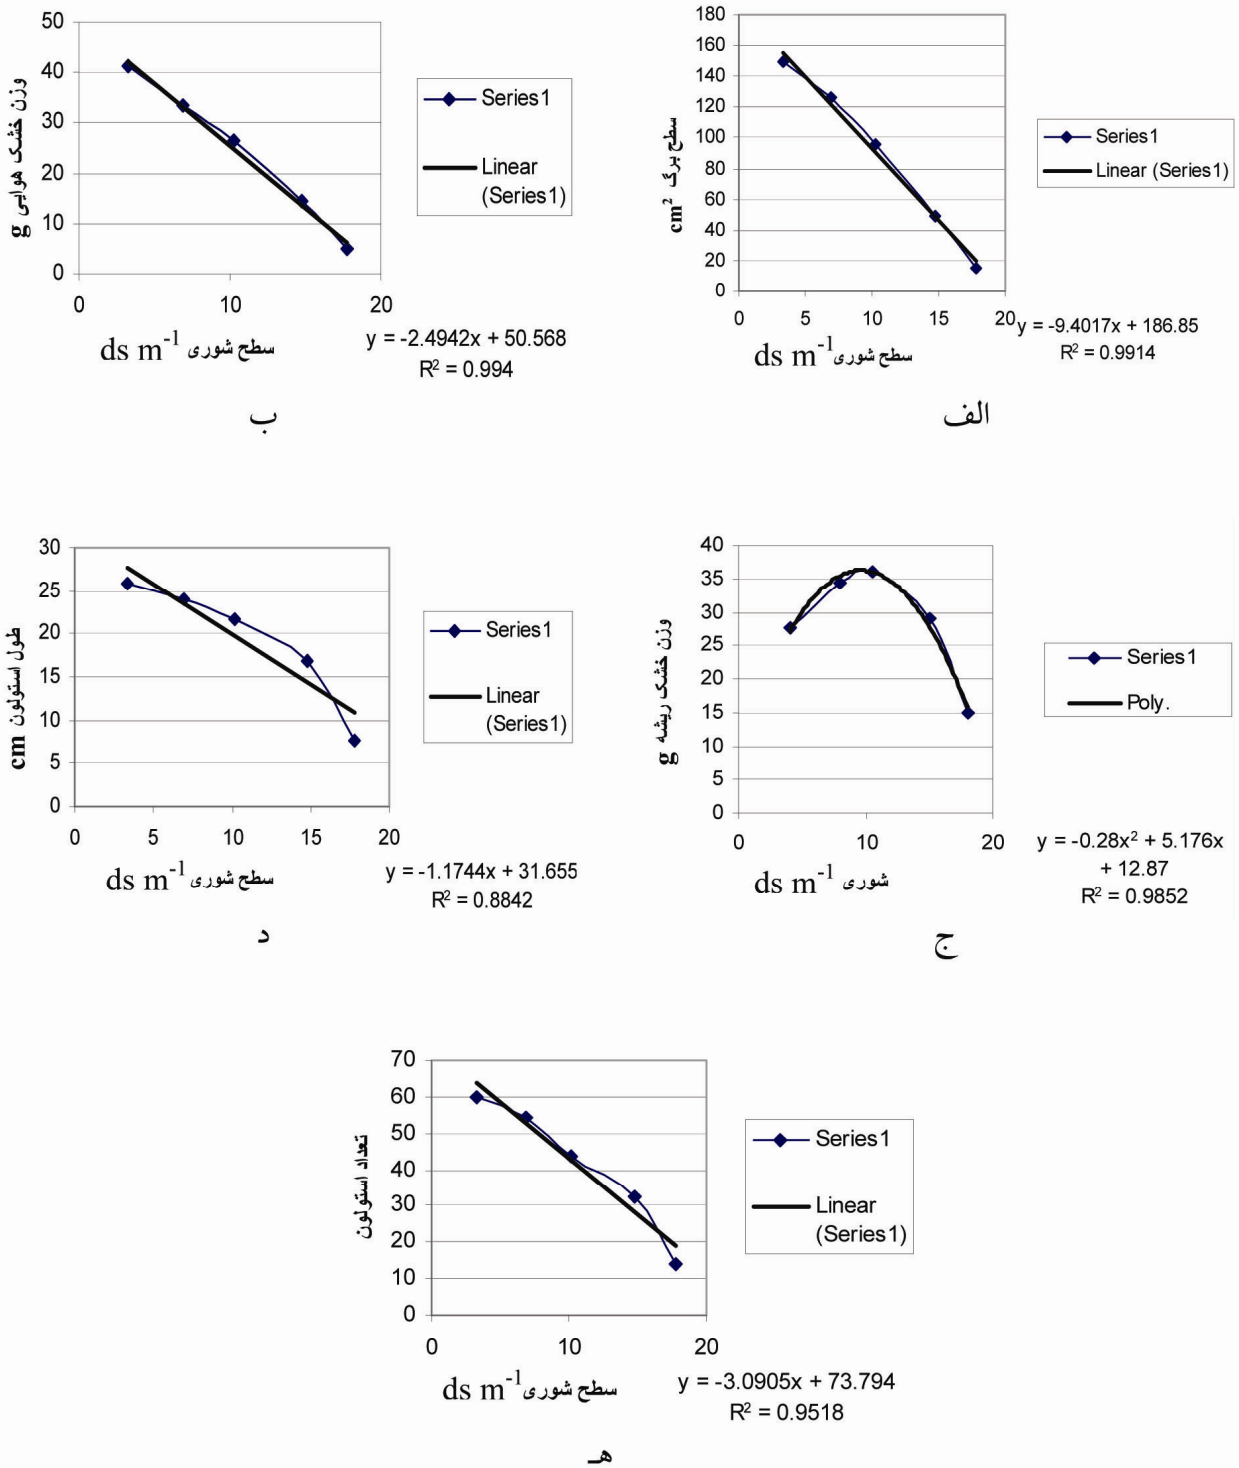 180
160
140
120
100
80
60
40
20
0
0 5 10 15 20
سطح برگ cm²
ds m⁻¹ سطح شوری
Series1
Linear (Series1)
y = -9.4017x + 186.85
R² = 0.9914
الف
50
40
30
20
10
0
0 10 20
وزن خشک هوایی g
ds m⁻¹ سطح شوری
Series1
Linear
(Series1)
y = -2.4942x + 50.568
R² = 0.994
ب
40
35
30
25
20
15
10
5
0
0 10 20
وزن خشک ریشه g
ds m⁻¹ شوری
Series1
Poly.
y = -0.28x² + 5.176x
+ 12.87
R² = 0.9852
ج
30
25
20
15
10
5
0
0 5 10 15 20
طول استولون cm
ds m⁻¹ سطح شوری
Series1
Linear
(Series1)
y = -1.1744x + 31.655
R² = 0.8842
د
70
60
50
40
30
20
10
0
0 10 20
تعداد استولون
ds m⁻¹ سطح شوری
Series1
Linear
(Series1)
y = -3.0905x + 73.794
R² = 0.9518
هـ